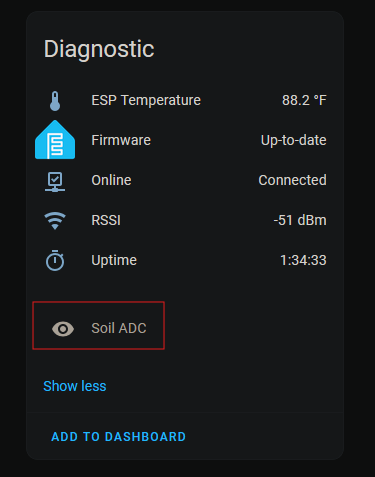 Diagnostic
ESP Temperature 88.2 °F
Firmware Up-to-date
Online Connected
RSSI -51 dBm
Uptime 1:34:33
Soil ADC
Show less
ADD TO DASHBOARD